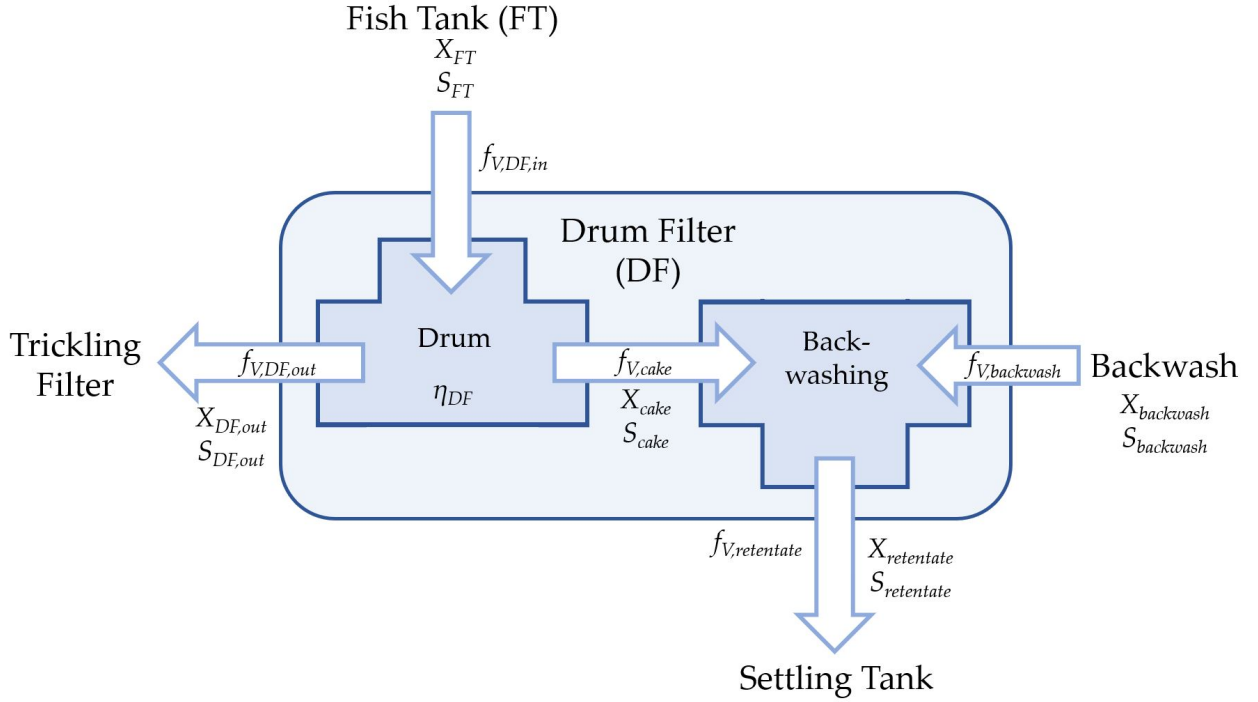 Fish Tank (FT)
X_FT
S_FT
f_V,DF,in
Drum Filter
(DF)
Drum
η_DF
Back-
washing
Trickling
Filter
f_V,DF,out
X_DF,out
S_DF,out
f_V,cake
X_cake
S_cake
f_V,backwash
Backwash
X_backwash
S_backwash
f_V,retentate
X_retentate
S_retentate
Settling Tank